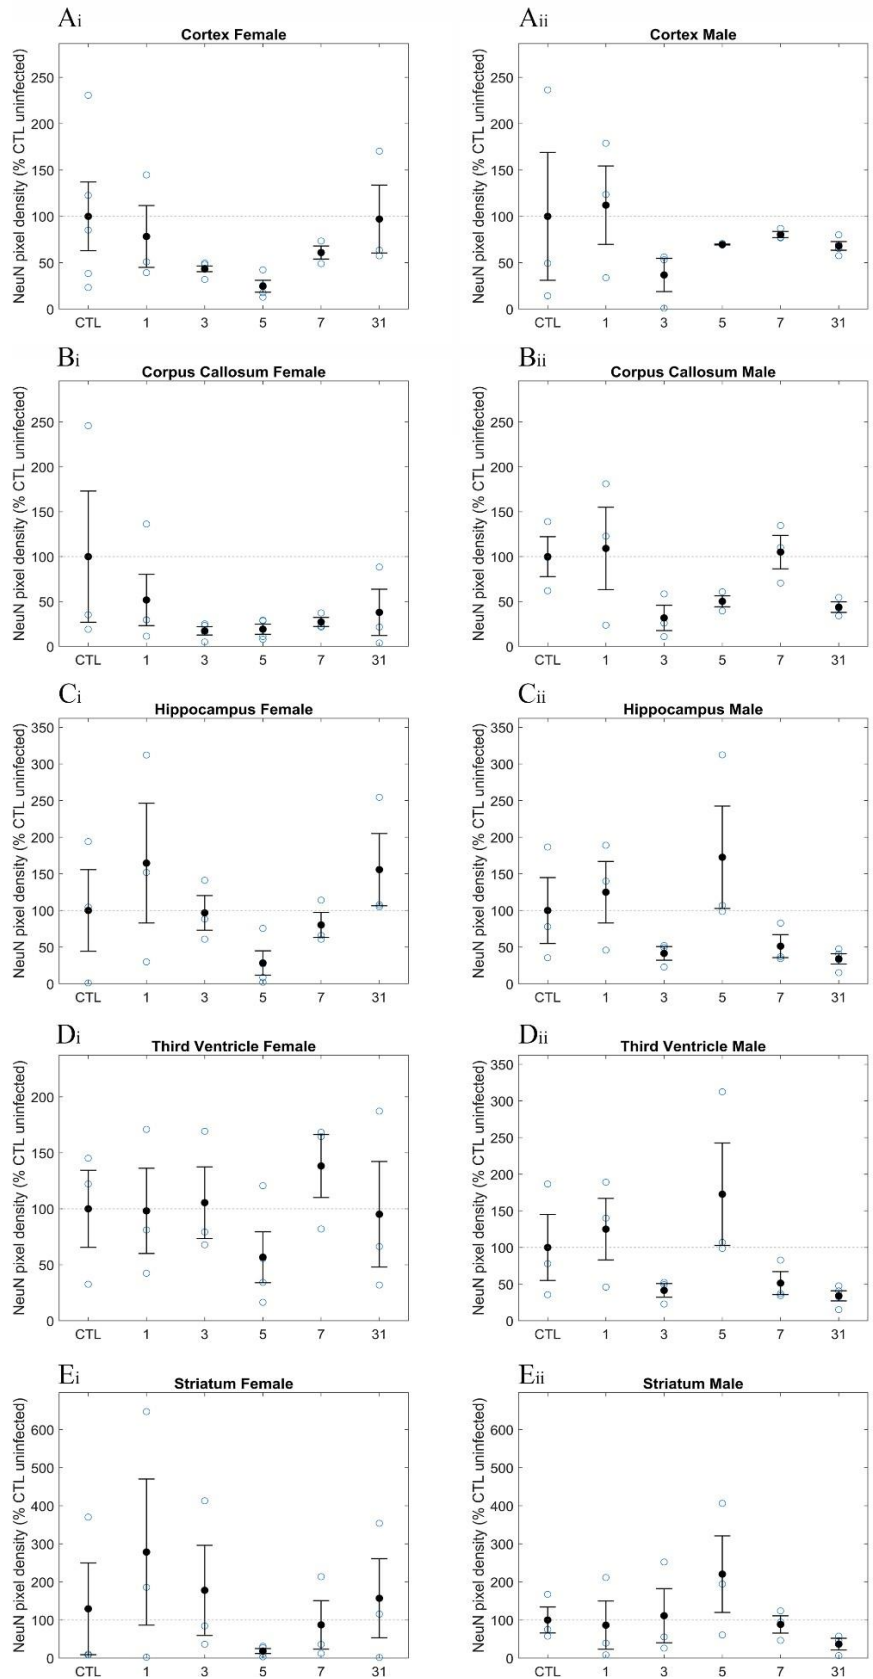 Ai
Cortex Female
NeuN pixel density (% CTL uninfected)
250
200
150
100
50
0
CTL 1 3 5 7 31
Aii
Cortex Male
NeuN pixel density (% CTL uninfected)
250
200
150
100
50
0
CTL 1 3 5 7 31
Bi
Corpus Callosum Female
NeuN pixel density (% CTL uninfected)
250
200
150
100
50
0
CTL 1 3 5 7 31
Bii
Corpus Callosum Male
NeuN pixel density (% CTL uninfected)
250
200
150
100
50
0
CTL 1 3 5 7 31
Ci
Hippocampus Female
NeuN pixel density (% CTL uninfected)
350
300
250
200
150
100
50
0
CTL 1 3 5 7 31
Cii
Hippocampus Male
NeuN pixel density (% CTL uninfected)
350
300
250
200
150
100
50
0
CTL 1 3 5 7 31
Di
Third Ventricle Female
NeuN pixel density (% CTL uninfected)
200
150
100
50
0
CTL 1 3 5 7 31
Dii
Third Ventricle Male
NeuN pixel density (% CTL uninfected)
350
300
250
200
150
100
50
0
CTL 1 3 5 7 31
Ei
Striatum Female
NeuN pixel density (% CTL uninfected)
600
500
400
300
200
100
0
CTL 1 3 5 7 31
Eii
Striatum Male
NeuN pixel density (% CTL uninfected)
600
500
400
300
200
100
0
CTL 1 3 5 7 31